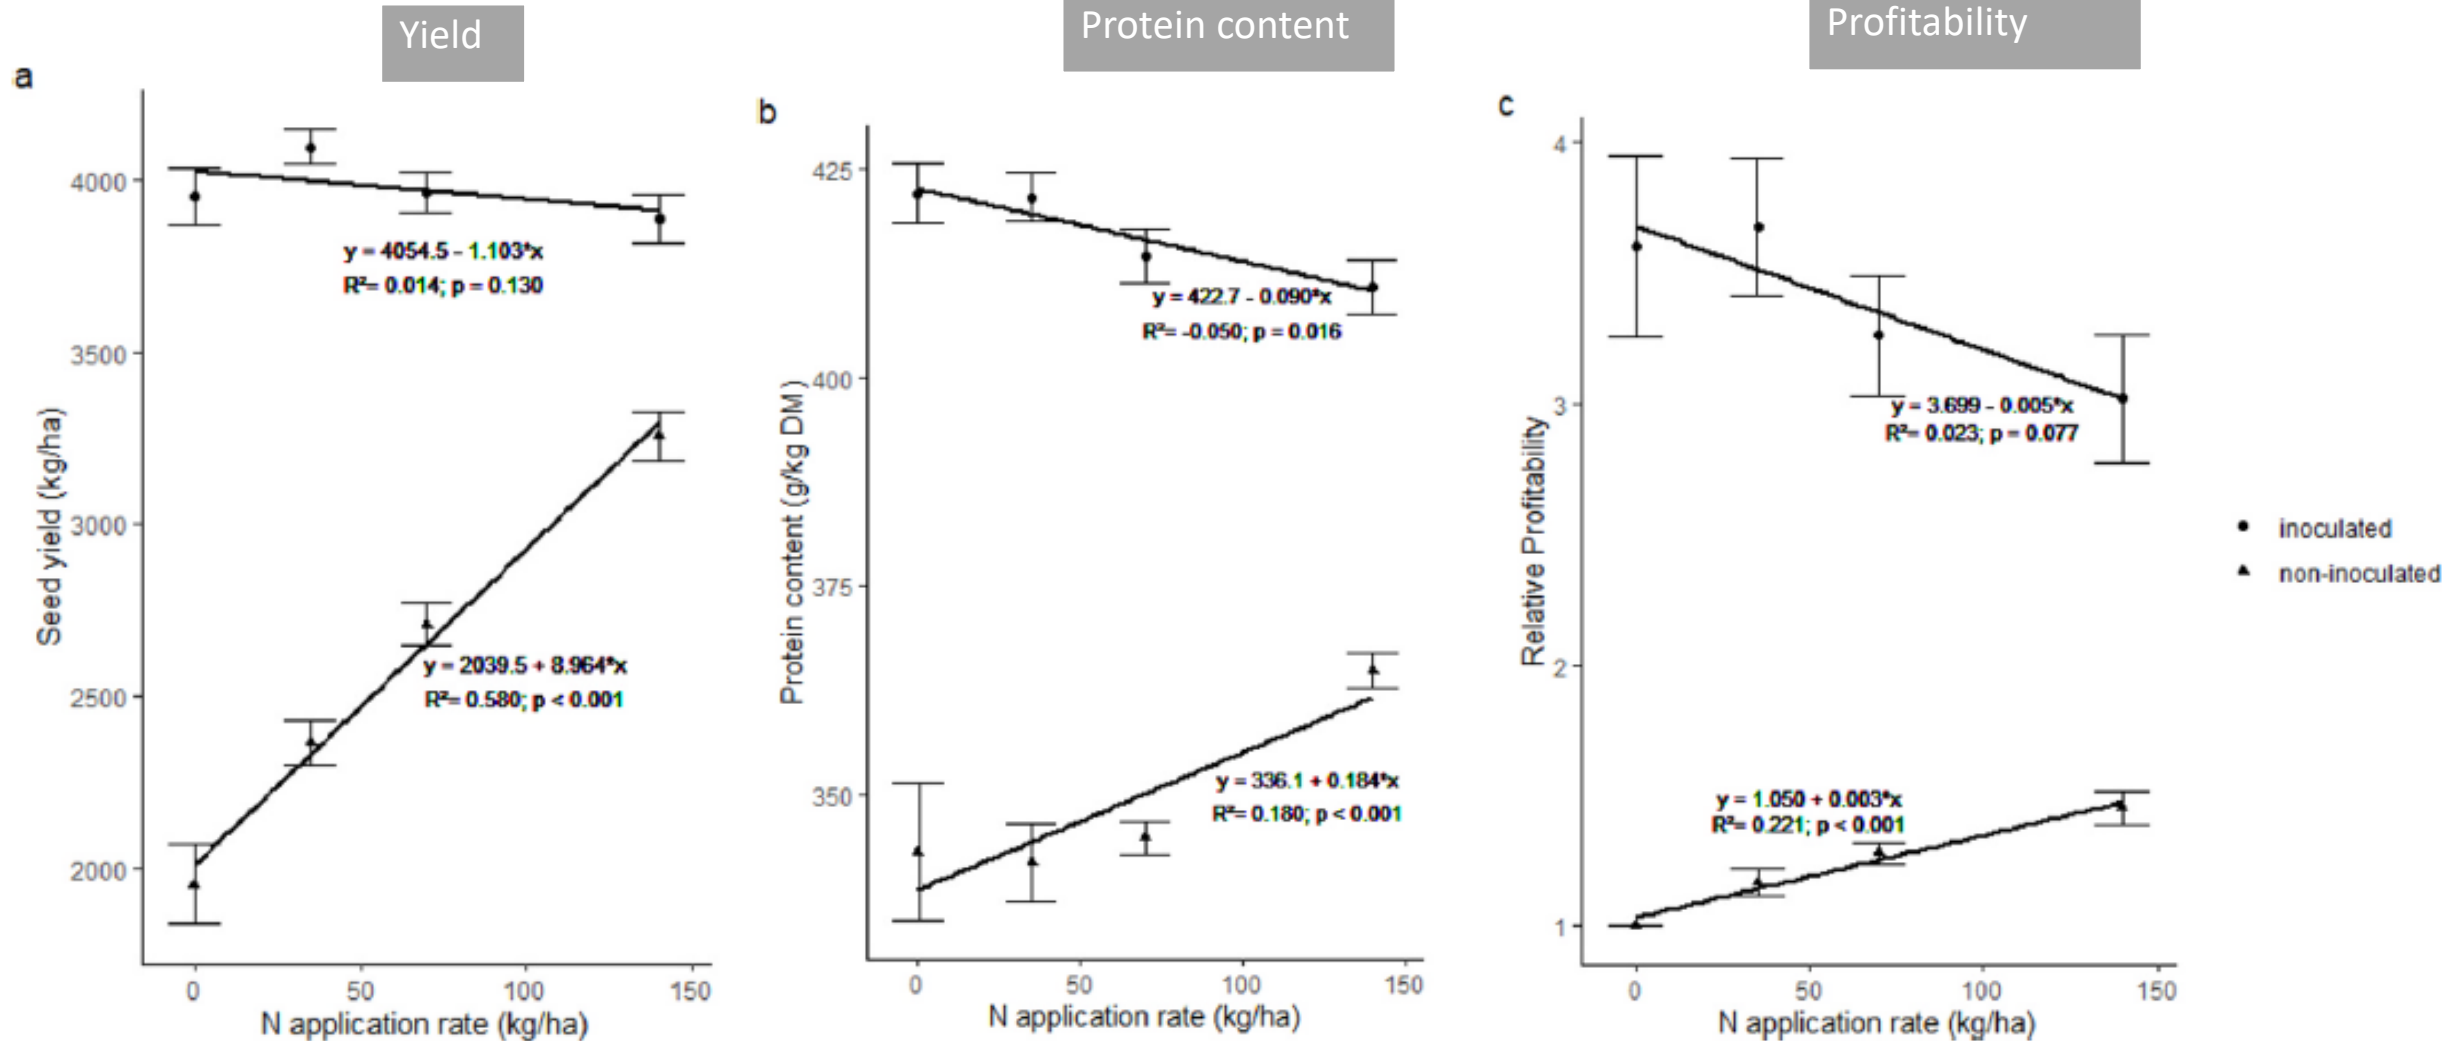 Yield
Protein content
Profitability
a
4000
3500
3000
2500
2000
Seed yield (kg/ha)
y = 4054.5 - 1.103*x
R²= 0.014; p = 0.130
y = 2039.5 + 8.964*x
R²= 0.580; p < 0.001
0 50 100 150
N application rate (kg/ha)
b
425
400
375
350
Protein content (g/kg DM)
y = 422.7 - 0.090*x
R²= -0.050; p = 0.016
y = 336.1 + 0.184*x
R²= 0.180; p < 0.001
0 50 100 150
N application rate (kg/ha)
c
4
3
2
1
Relative Profitability
y = 3.699 - 0.005*x
R²= 0.023; p = 0.077
y = 1.050 + 0.003*x
R²= 0.221; p < 0.001
0 50 100 150
N application rate (kg/ha)
inoculated
non-inoculated